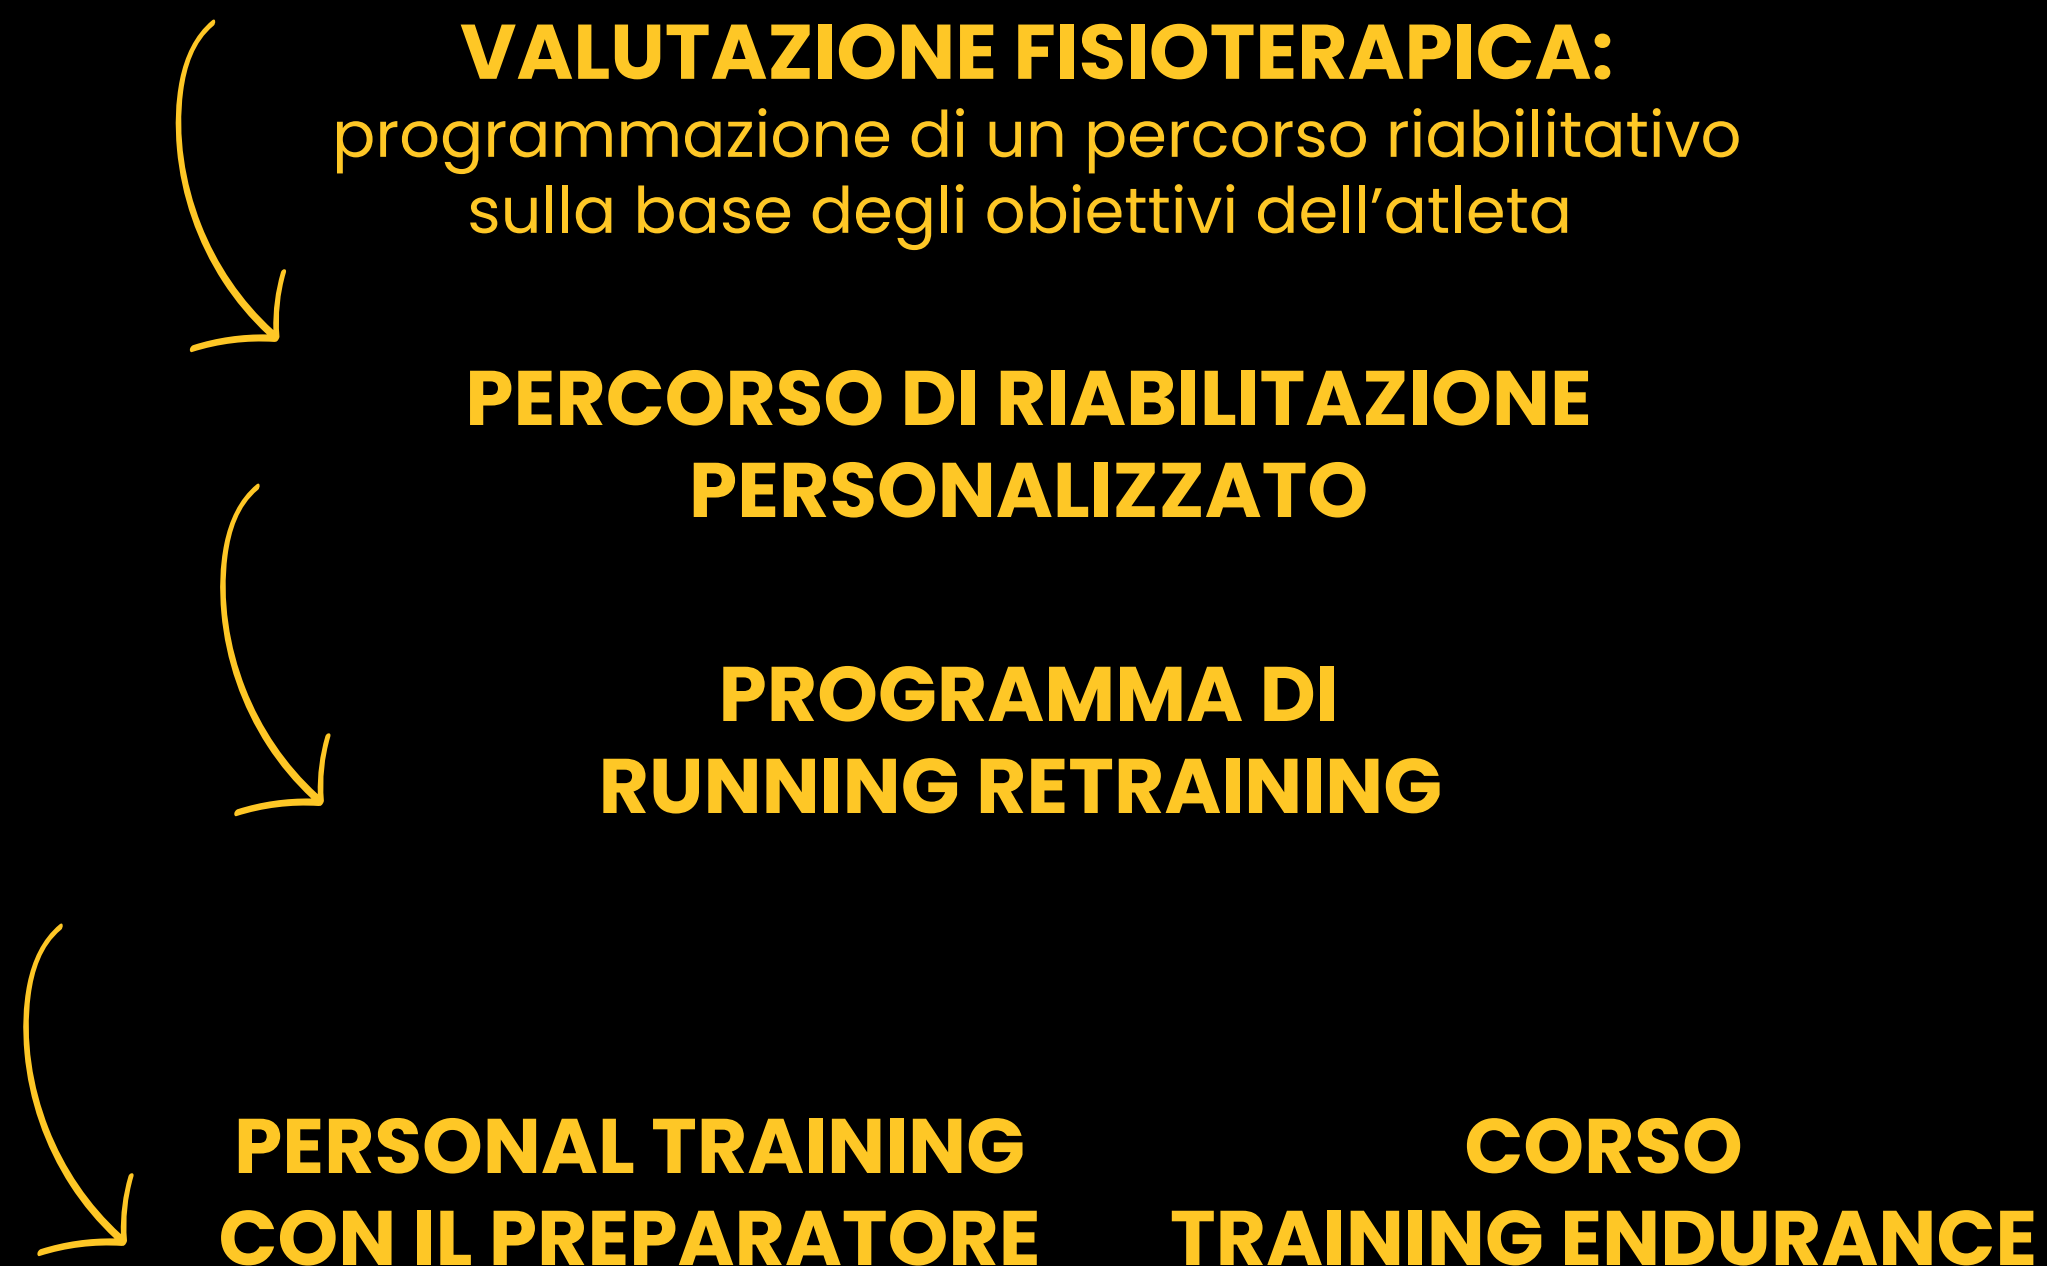 VALUTAZIONE FISIOTERAPICA:
programmazione di un percorso riabilitativo
sulla base degli obiettivi dell’atleta
PERCORSO DI RIABILITAZIONE
PERSONALIZZATO
PROGRAMMA DI
RUNNING RETRAINING
PERSONAL TRAINING
CON IL PREPARATORE
CORSO
TRAINING ENDURANCE